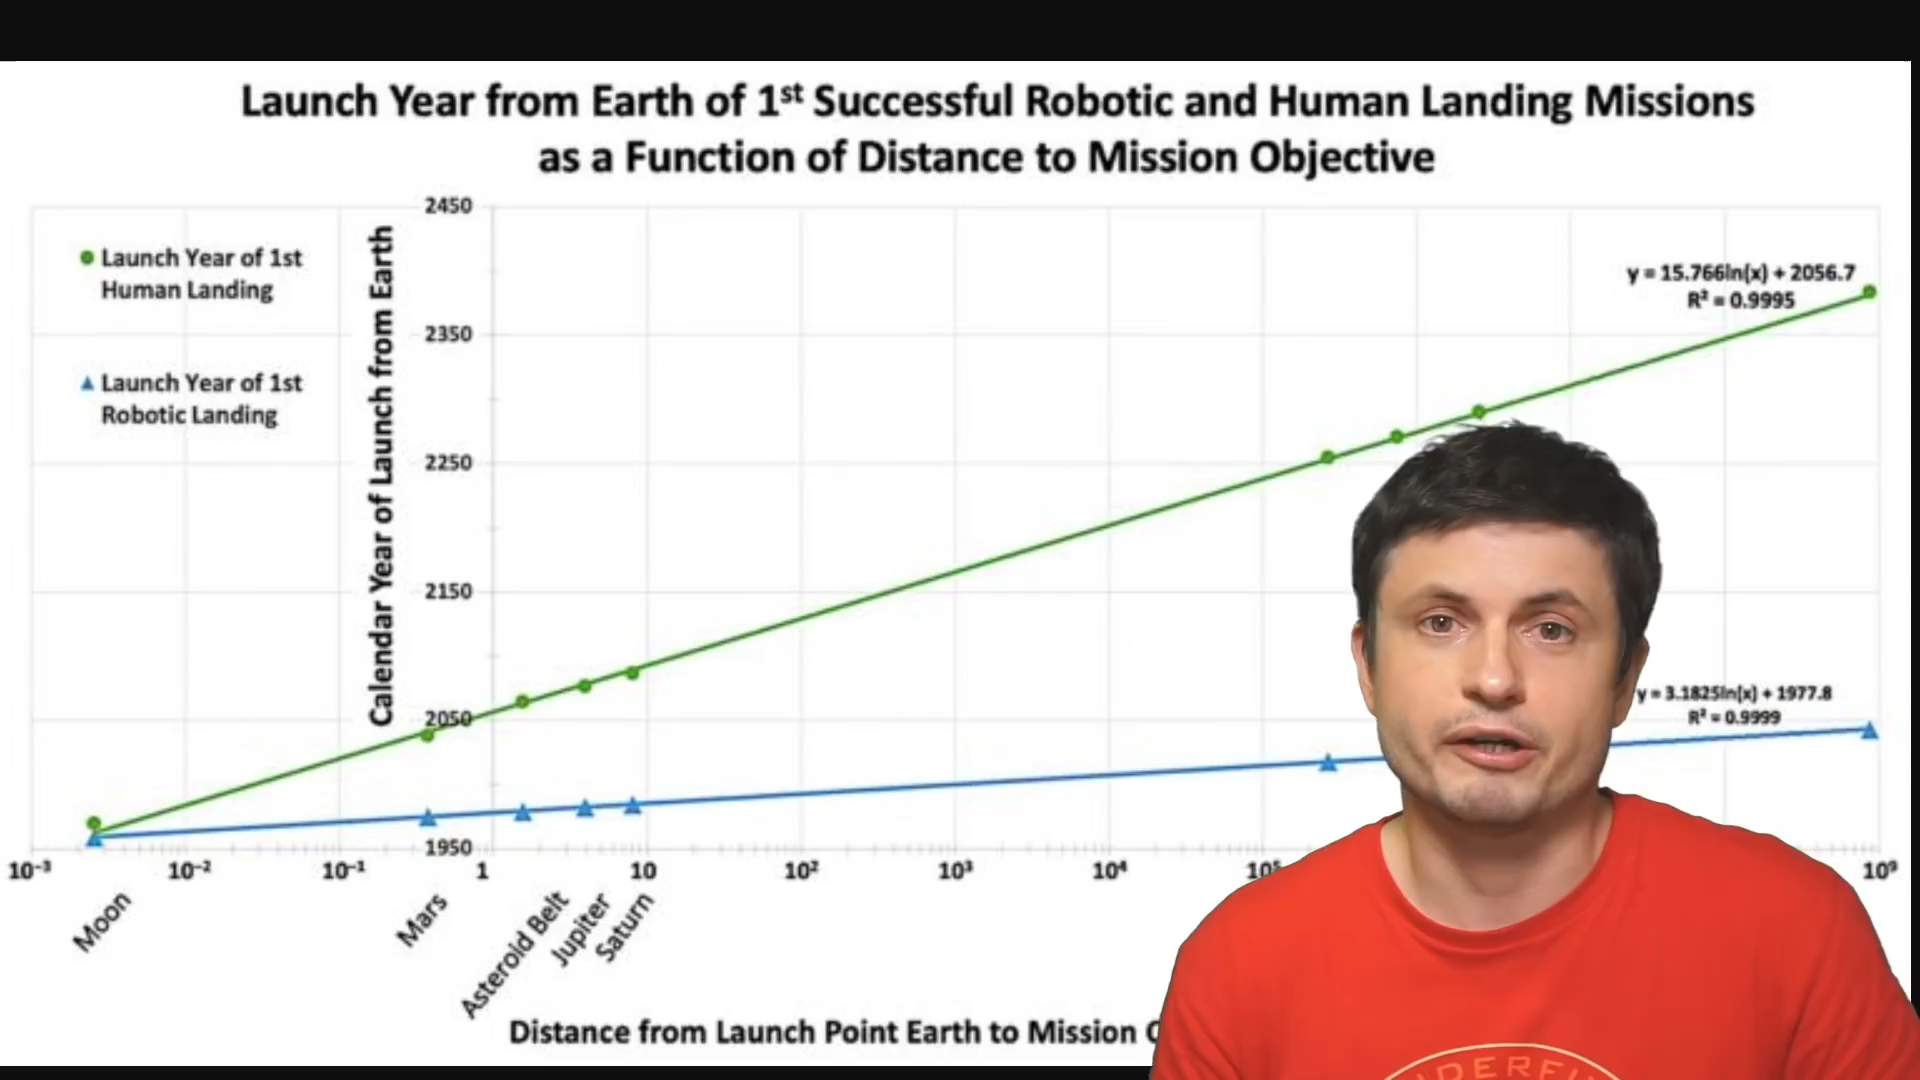 Launch Year from Earth of 1st Successful Robotic and Human Landing Missions
as a Function of Distance to Mission Objective
Launch Year of 1st
Human Landing
Launch Year of 1st
Robotic Landing
Calendar Year of Launch from Earth
2450
2350
2250
2150
2050
1950
y = 15.766ln(x) + 2056.7
R² = 0.9995
y = 3.1825ln(x) + 1977.8
R² = 0.9999
10⁻³
10⁻²
10⁻¹
1
10
10²
10³
10⁴
10⁵
10⁹
Moon
Mars
Asteroid Belt
Jupiter
Saturn
Distance from Launch Point Earth to Mission